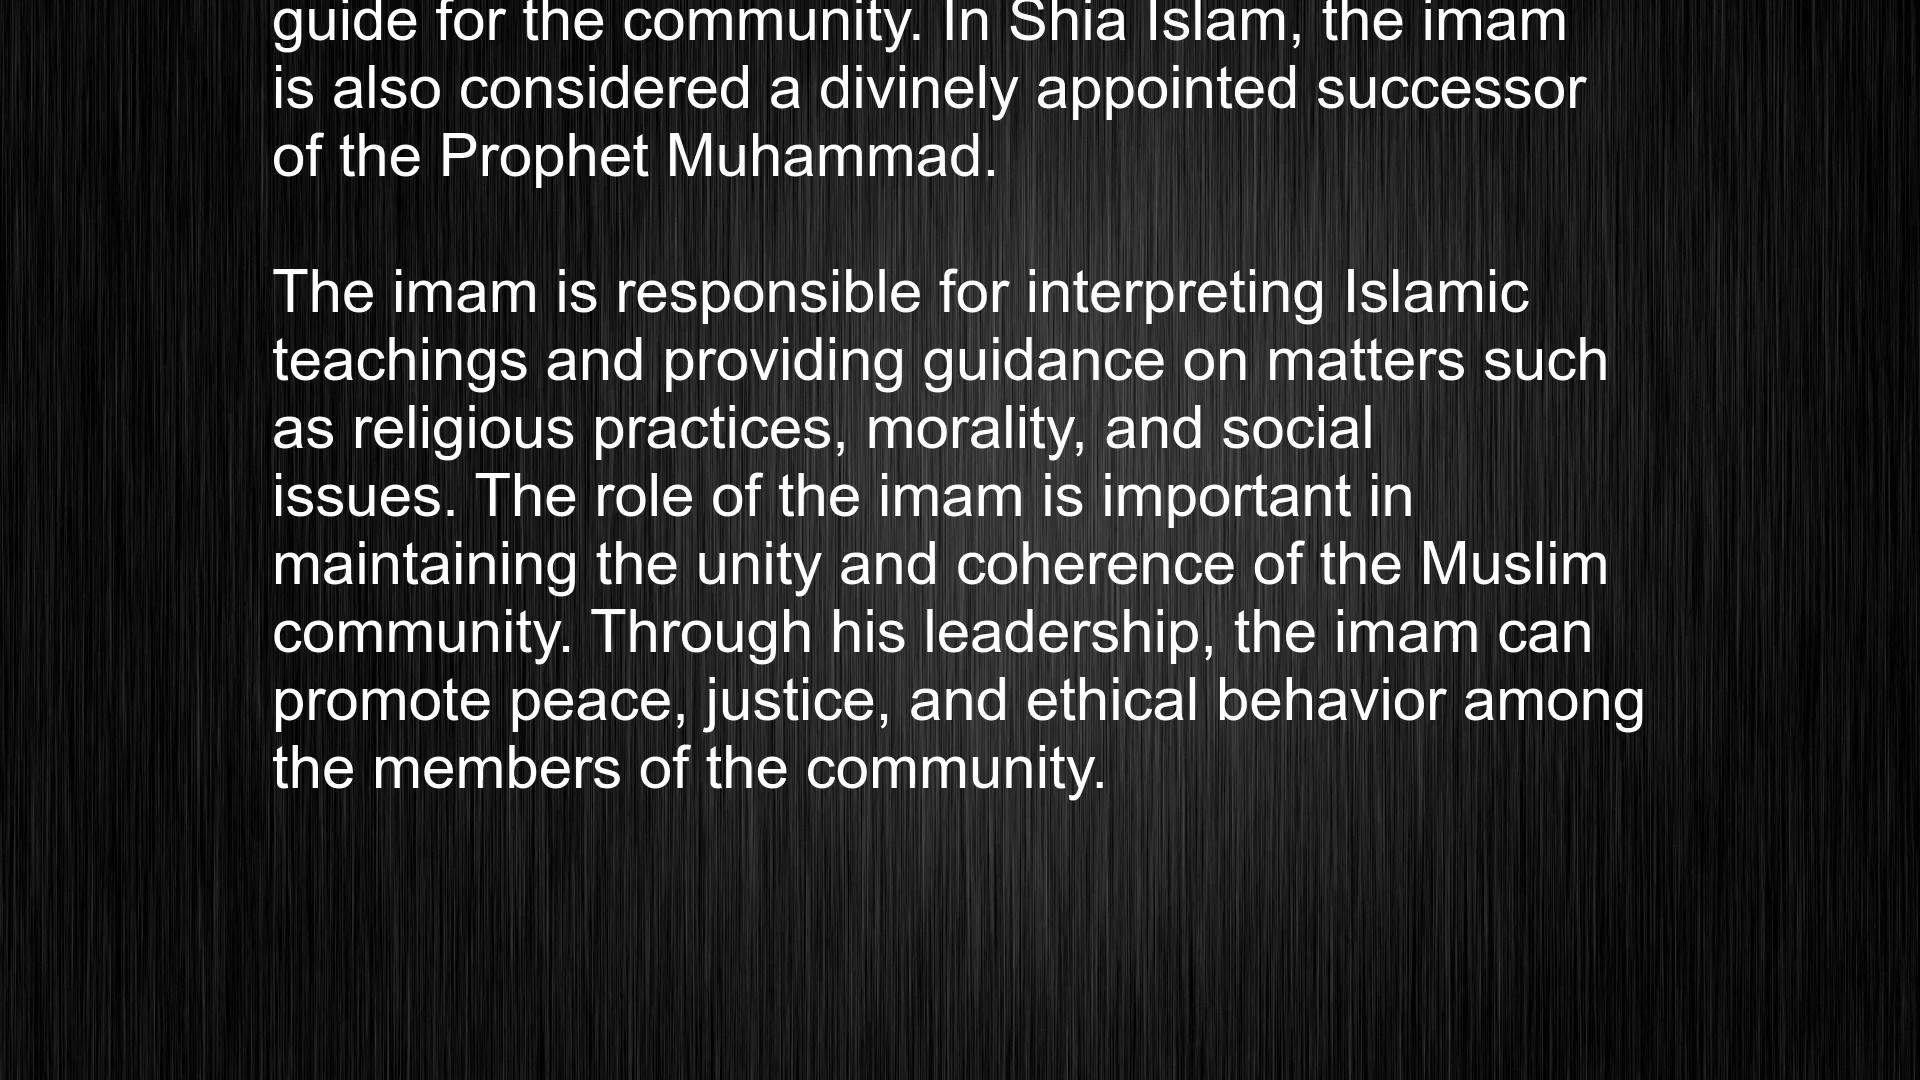 guide for the community. In Shia Islam, the imam
is also considered a divinely appointed successor
of the Prophet Muhammad.
The imam is responsible for interpreting Islamic
teachings and providing guidance on matters such
as religious practices, morality, and social
issues. The role of the imam is important in
maintaining the unity and coherence of the Muslim
community. Through his leadership, the imam can
promote peace, justice, and ethical behavior among
the members of the community.